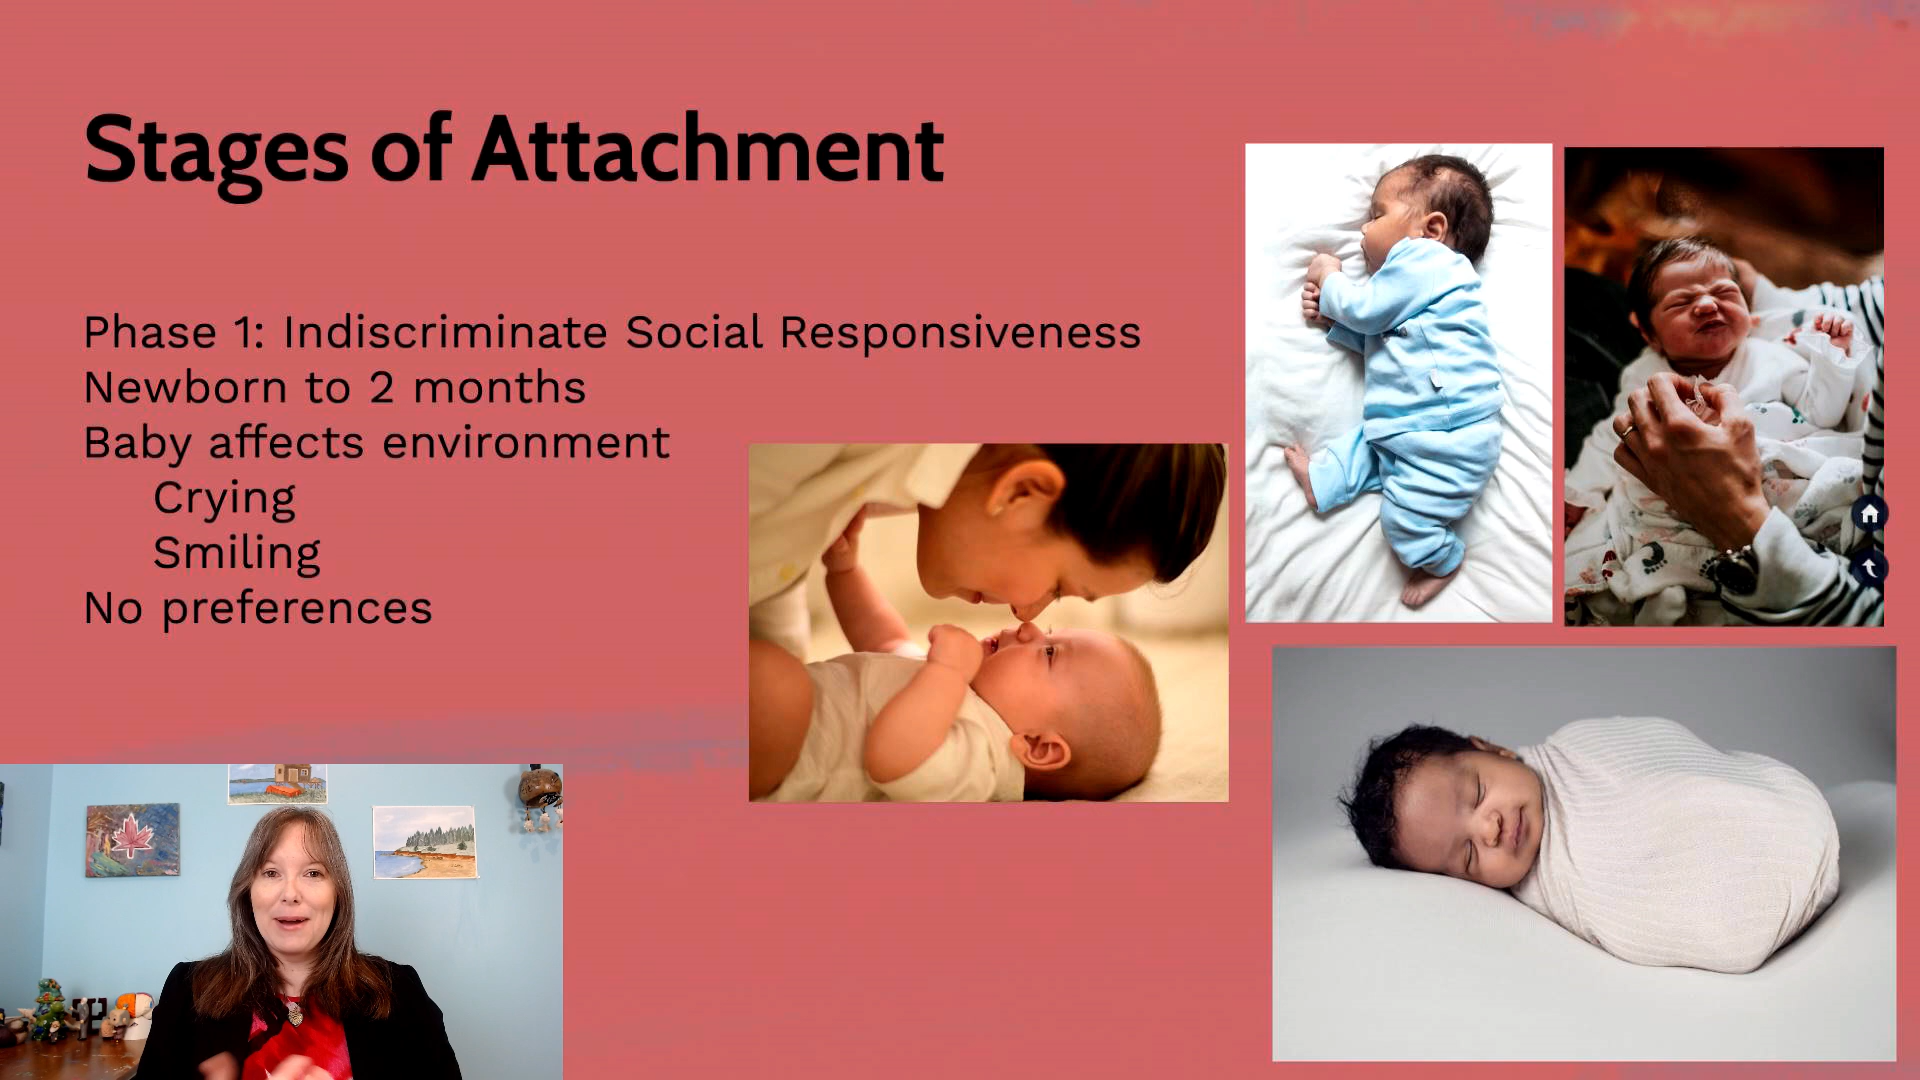 Stages of Attachment
Phase 1: Indiscriminate Social Responsiveness
Newborn to 2 months
Baby affects environment
Crying
Smiling
No preferences